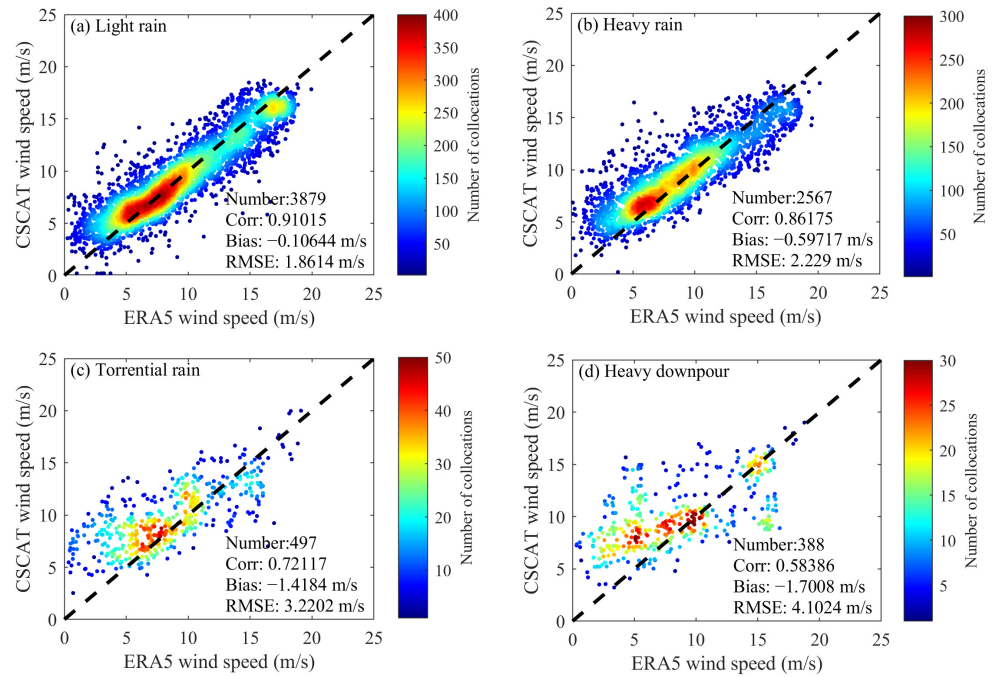 (a) Light rain
CSCAT wind speed (m/s)
25
20
15
10
5
0
0 5 10 15 20 25
ERA5 wind speed (m/s)
Number:3879
Corr: 0.91015
Bias: −0.10644 m/s
RMSE: 1.8614 m/s
400
350
300
250
200
150
100
50
Number of collocations
(b) Heavy rain
CSCAT wind speed (m/s)
25
20
15
10
5
0
0 5 10 15 20 25
ERA5 wind speed (m/s)
Number:2567
Corr: 0.86175
Bias: −0.59717 m/s
RMSE: 2.229 m/s
300
250
200
150
100
50
Number of collocations
(c) Torrential rain
CSCAT wind speed (m/s)
25
20
15
10
5
0
0 5 10 15 20 25
ERA5 wind speed (m/s)
Number:497
Corr: 0.72117
Bias: −1.4184 m/s
RMSE: 3.2202 m/s
50
40
30
20
10
Number of collocations
(d) Heavy downpour
CSCAT wind speed (m/s)
25
20
15
10
5
0
0 5 10 15 20 25
ERA5 wind speed (m/s)
Number:388
Corr: 0.58386
Bias: −1.7008 m/s
RMSE: 4.1024 m/s
30
25
20
15
10
5
Number of collocations